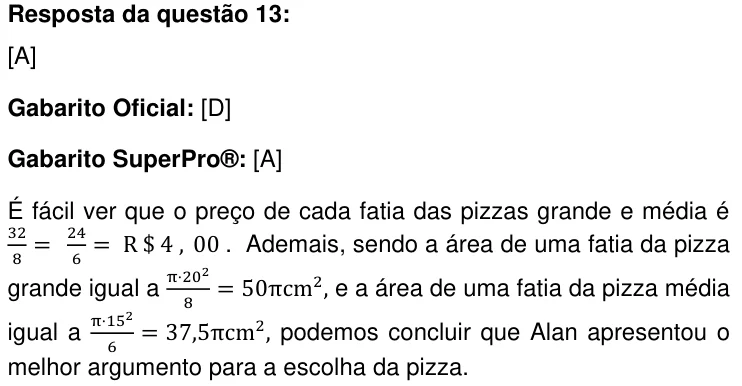 Resposta da questão 13:
[A]
Gabarito Oficial: [D]
Gabarito SuperPro®: [A]
É fácil ver que o preço de cada fatia das pizzas grande e média é
32/8 = 24/6 = R $ 4 , 00 . Ademais, sendo a área de uma fatia da pizza
grande igual a π·20²/8 = 50πcm², e a área de uma fatia da pizza média
igual a π·15²/6 = 37,5πcm², podemos concluir que Alan apresentou o
melhor argumento para a escolha da pizza.